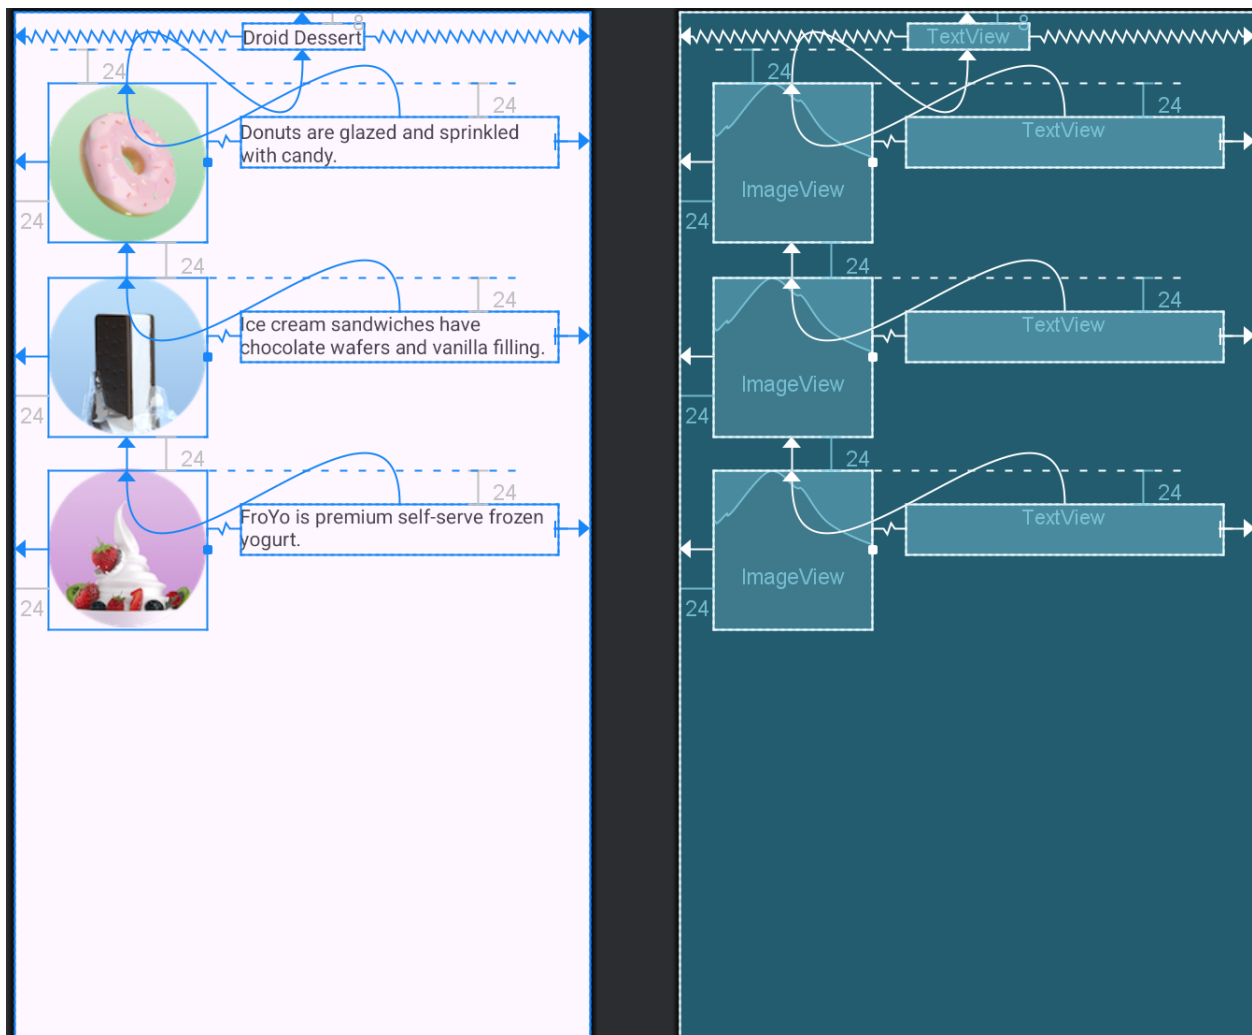 8
Droid Dessert
24
24
Donuts are glazed and sprinkled
with candy.
24
24
24
Ice cream sandwiches have
chocolate wafers and vanilla filling.
24
24
24
FroYo is premium self-serve frozen
yogurt.
24
8
TextView
24
24
TextView
ImageView
24
24
24
TextView
ImageView
24
24
24
TextView
ImageView
24